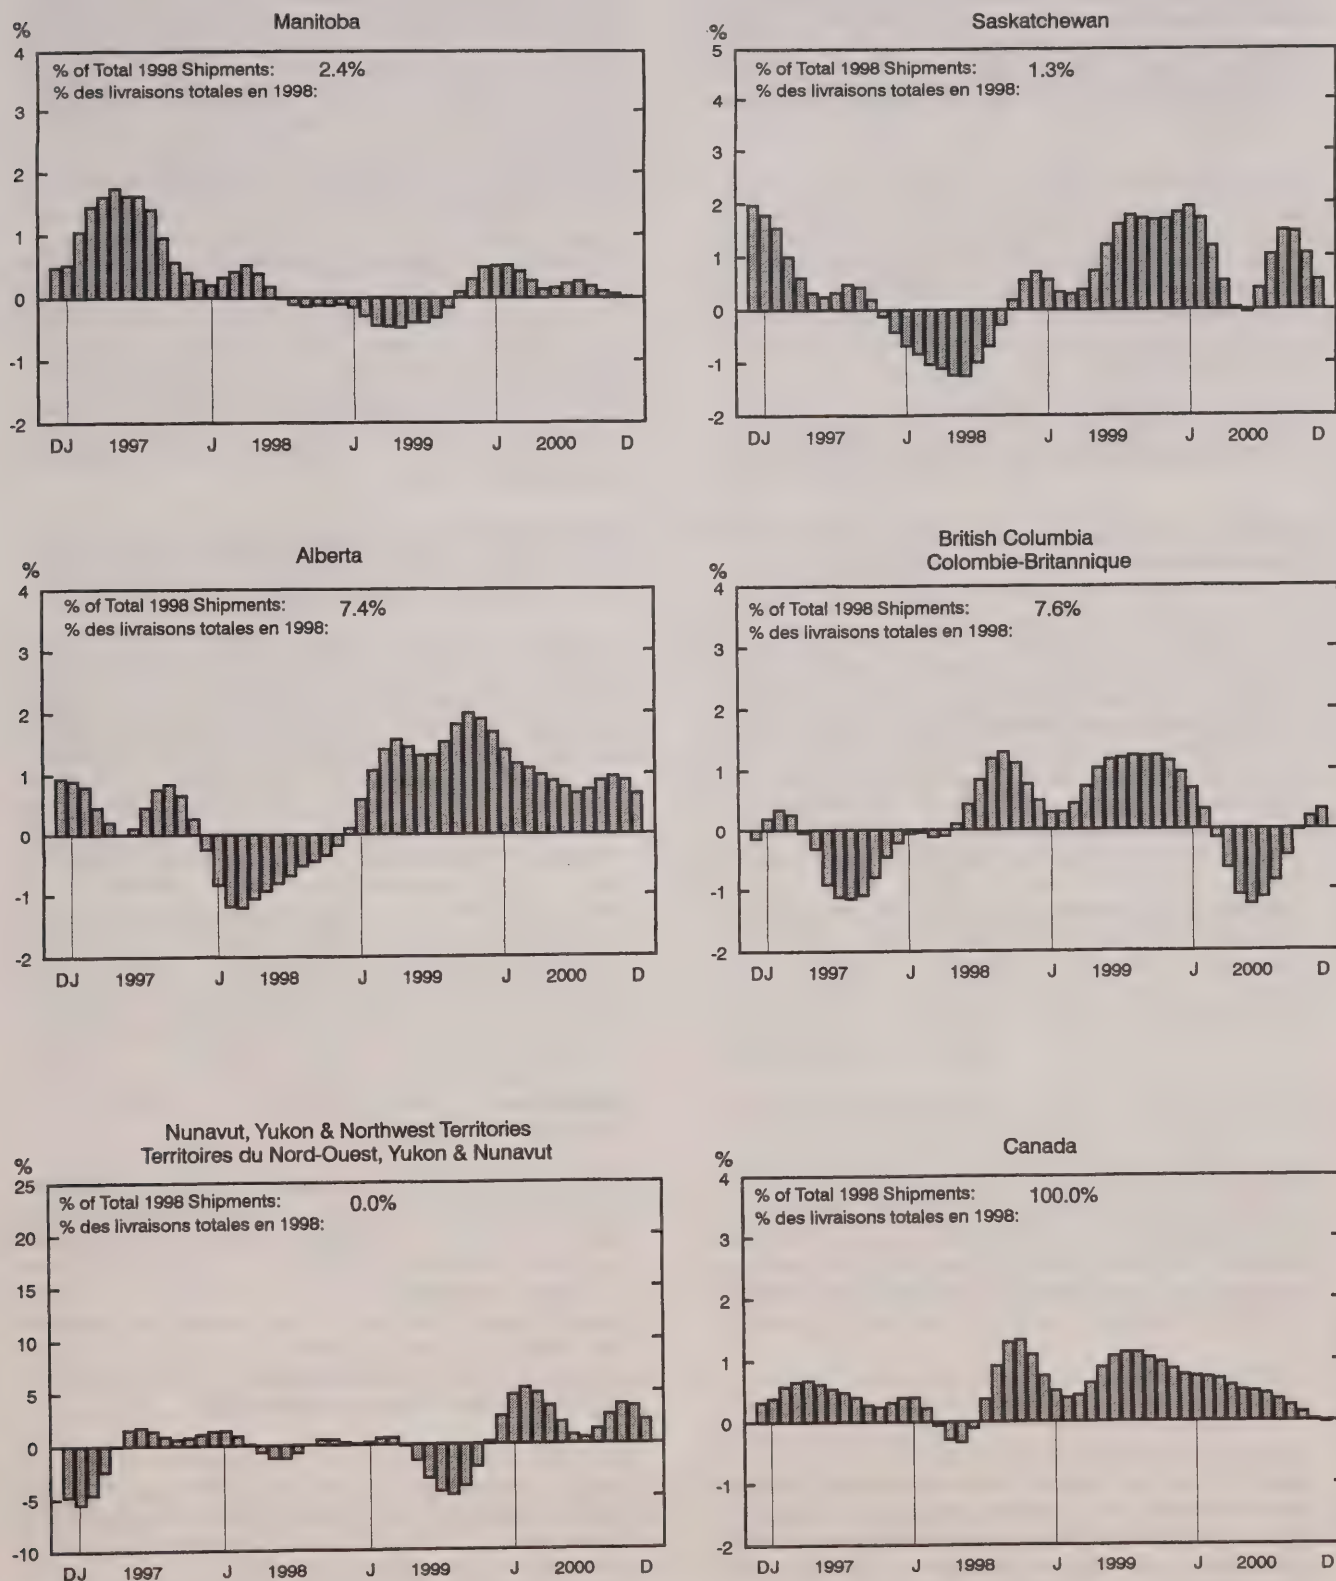 Manitoba
%
4
% of Total 1998 Shipments: 2.4%
% des livraisons totales en 1998:
3
2
1
0
-1
-2
DJ 1997 J 1998 J 1999 J 2000 D
Saskatchewan
%
5
% of Total 1998 Shipments: 1.3%
% des livraisons totales en 1998:
4
3
2
1
0
-1
-2
DJ 1997 J 1998 J 1999 J 2000 D
Alberta
%
4
% of Total 1998 Shipments: 7.4%
% des livraisons totales en 1998:
3
2
1
0
-1
-2
DJ 1997 J 1998 J 1999 J 2000 D
British Columbia
Colombie-Britannique
%
4
% of Total 1998 Shipments: 7.6%
% des livraisons totales en 1998:
3
2
1
0
-1
-2
DJ 1997 J 1998 J 1999 J 2000 D
Nunavut, Yukon & Northwest Territories
Territoires du Nord-Ouest, Yukon & Nunavut
%
25
% of Total 1998 Shipments: 0.0%
% des livraisons totales en 1998:
20
15
10
5
0
-5
-10
DJ 1997 J 1998 J 1999 J 2000 D
Canada
%
4
% of Total 1998 Shipments: 100.0%
% des livraisons totales en 1998:
3
2
1
0
-1
-2
DJ 1997 J 1998 J 1999 J 2000 D